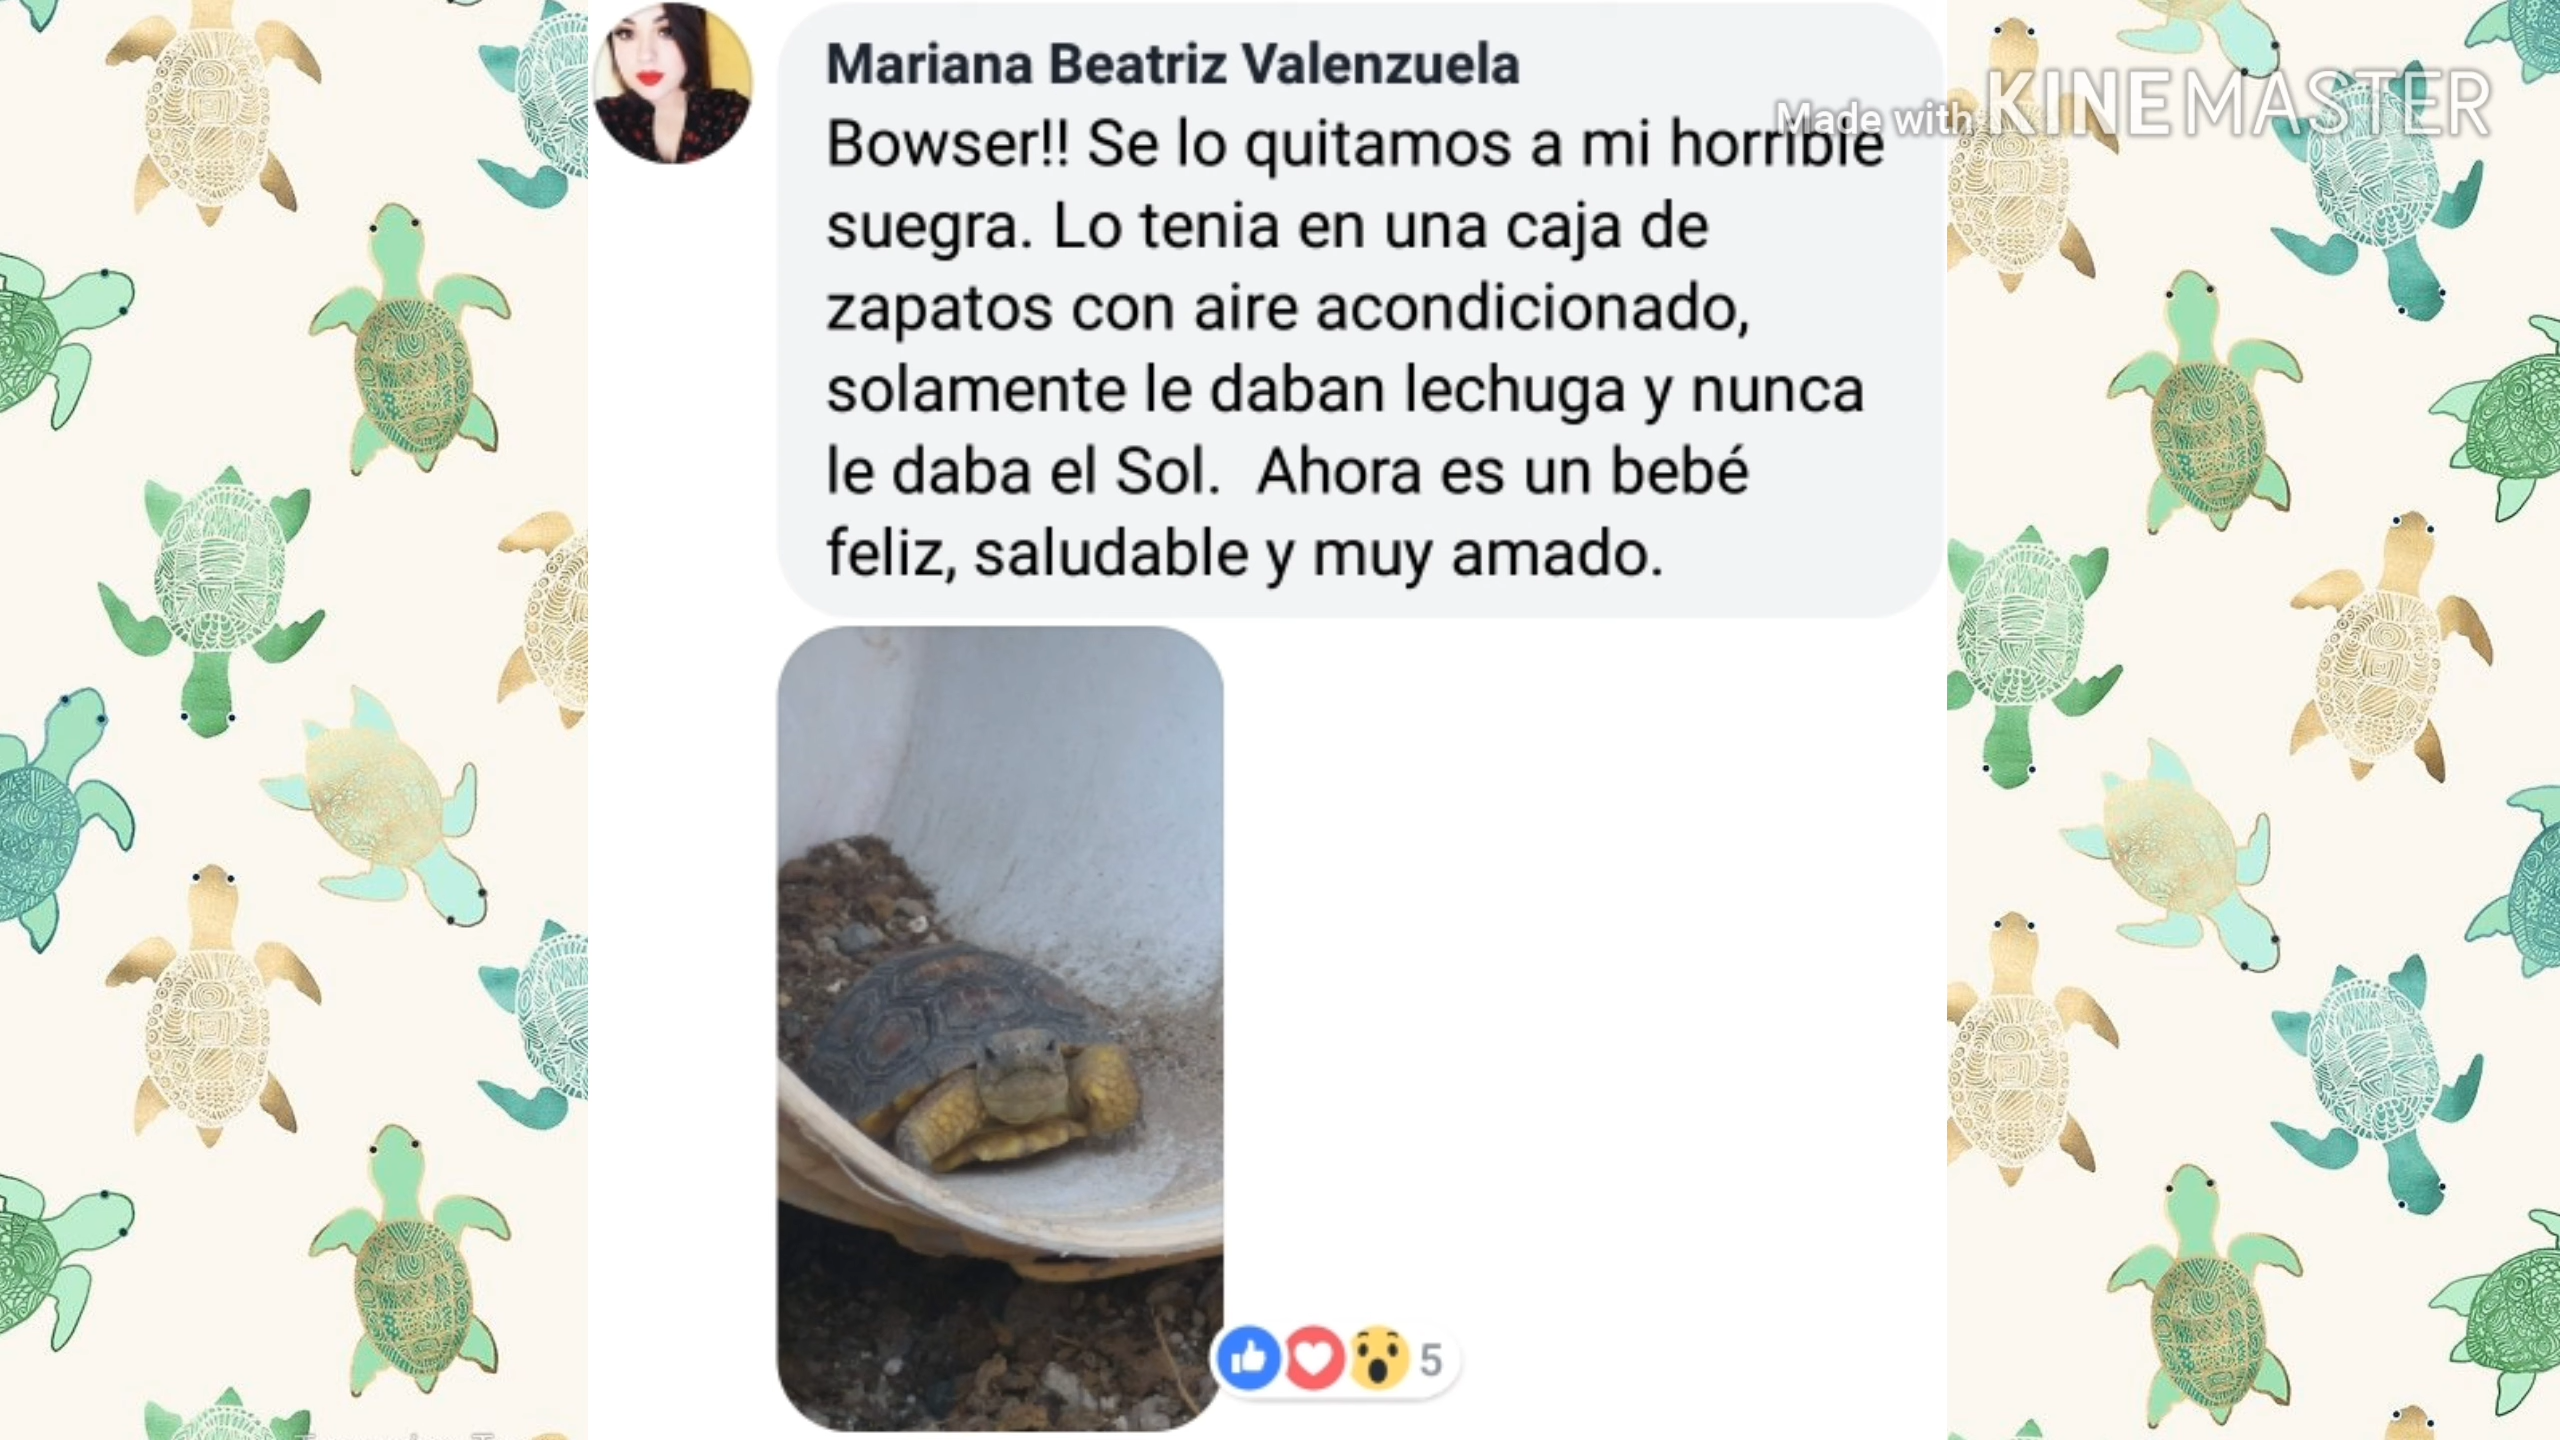 Mariana Beatriz Valenzuela
Made with KINEMASTER
Bowser!! Se lo quitamos a mi horrible
suegra. Lo tenia en una caja de
zapatos con aire acondicionado,
solamente le daban lechuga y nunca
le daba el Sol. Ahora es un bebé
feliz, saludable y muy amado.
5